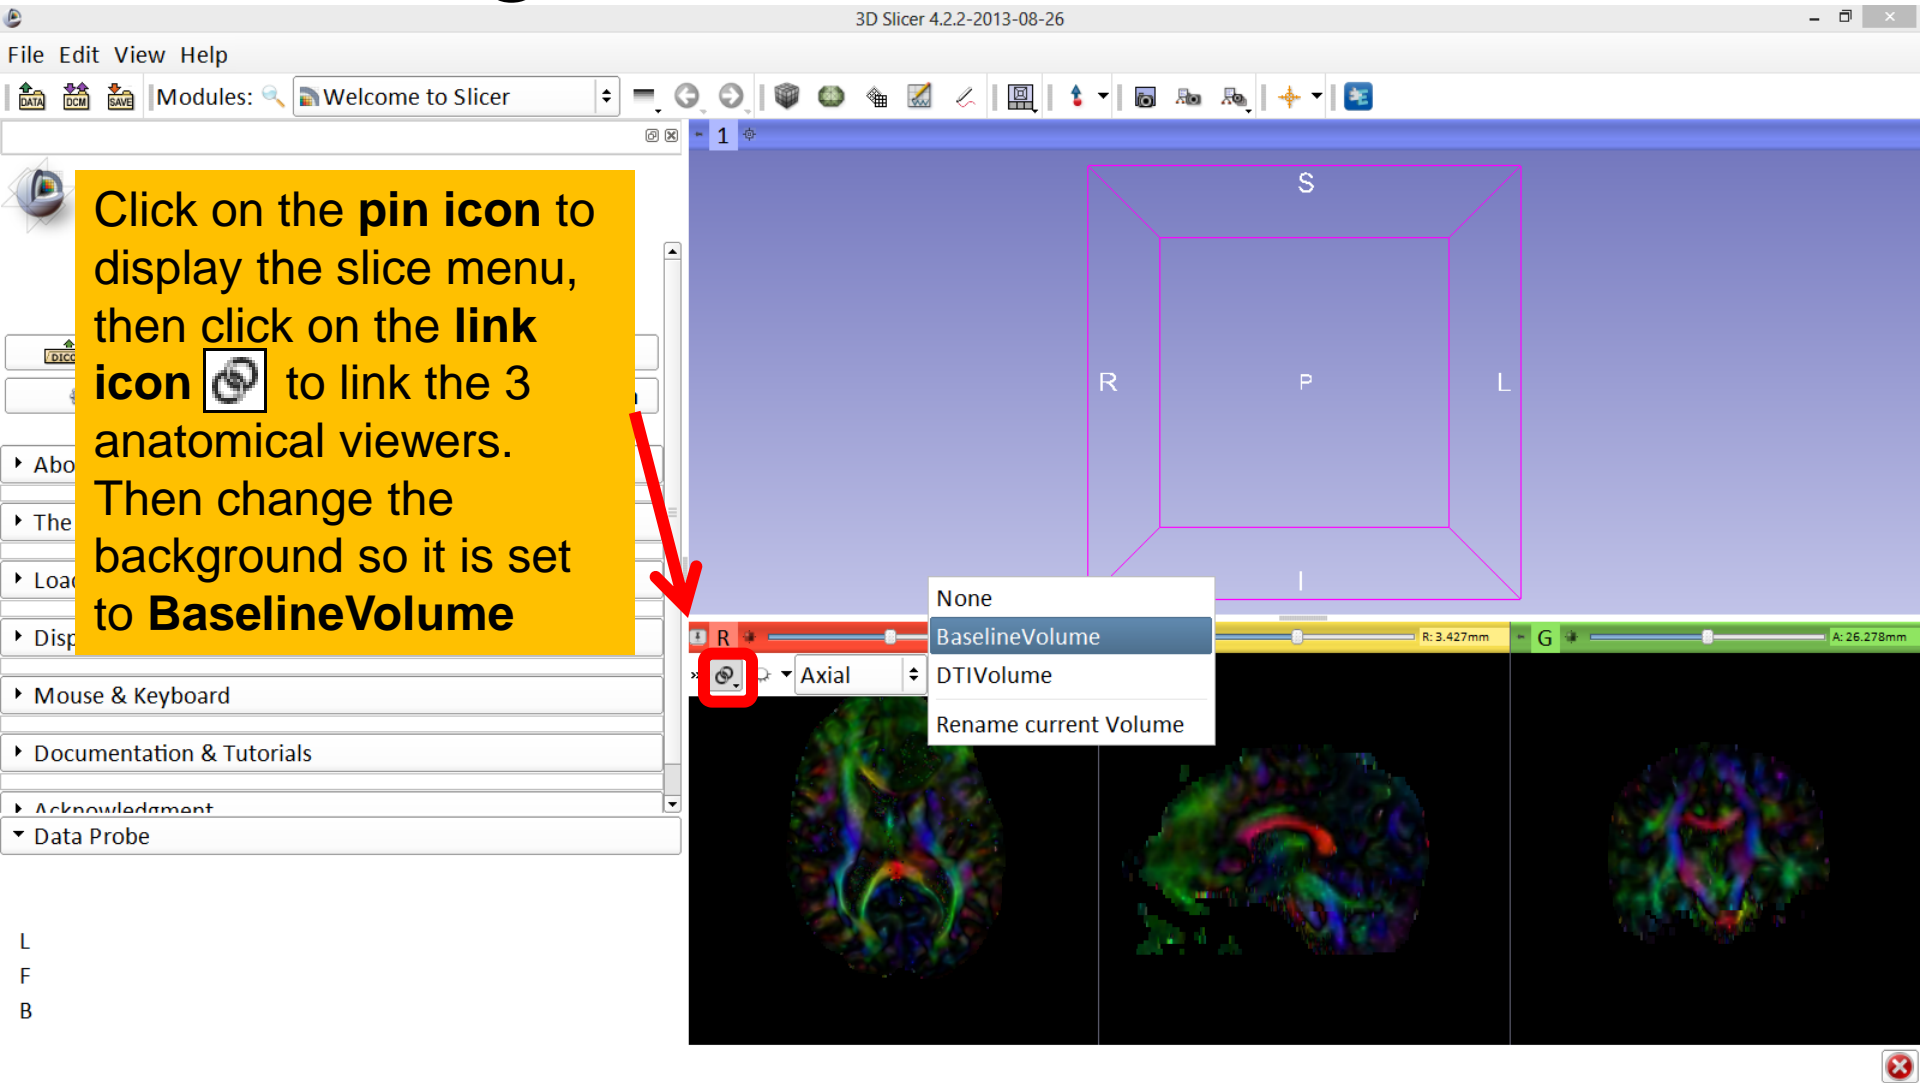 3D Slicer 4.2.2-2013-08-26
File Edit View Help
DATA DCM SAVE Modules: Welcome to Slicer
1
Click on the pin icon to
display the slice menu,
then click on the link
icon to link the 3
anatomical viewers.
Then change the
background so it is set
to BaselineVolume
S
R P L
I
Abo
The
Load
Disp
Mouse & Keyboard
Documentation & Tutorials
Acknowledgment
Data Probe
L
F
B
R
R: 3.427mm
G
A: 26.278mm
Axial
None
BaselineVolume
DTIVolume
Rename current Volume